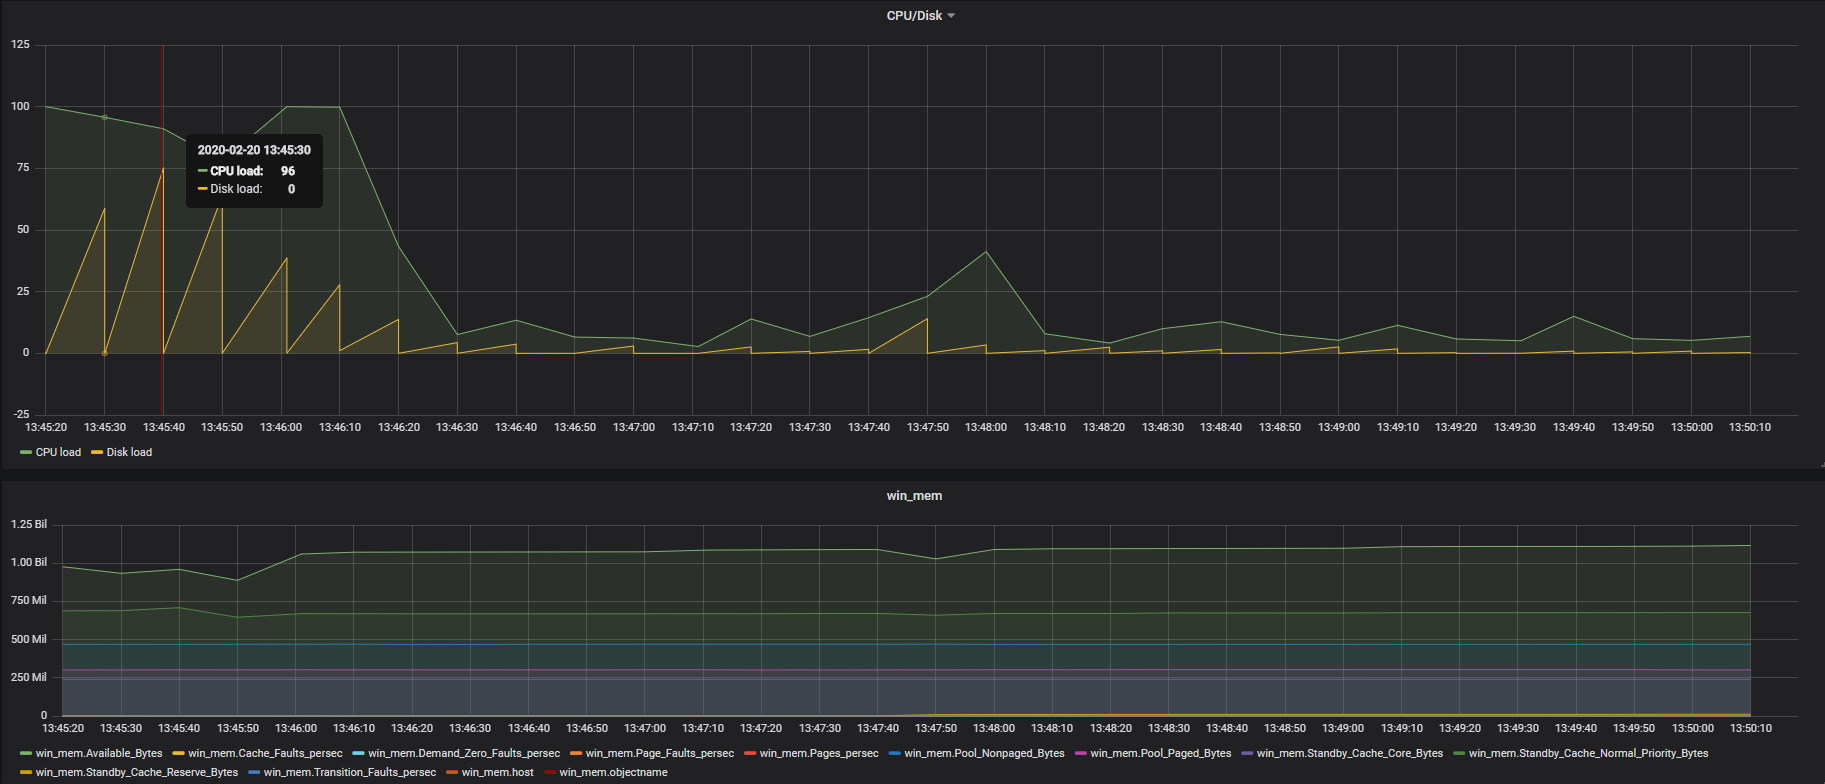 CPU/Disk
125
100
75
50
25
0
-25
2020-02-20 13:45:30
CPU load: 96
Disk load: 0
13:45:20 13:45:30 13:45:40 13:45:50 13:46:00 13:46:10 13:46:20 13:46:30 13:46:40 13:46:50 13:47:00 13:47:10 13:47:20 13:47:30 13:47:40 13:47:50 13:48:00 13:48:10 13:48:20 13:48:30 13:48:40 13:48:50 13:49:00 13:49:10 13:49:20 13:49:30 13:49:40 13:49:50 13:50:00 13:50:10
CPU load Disk load
win_mem
1.25 Bil
1.00 Bil
750 Mil
500 Mil
250 Mil
0
13:45:20 13:45:30 13:45:40 13:45:50 13:46:00 13:46:10 13:46:20 13:46:30 13:46:40 13:46:50 13:47:00 13:47:10 13:47:20 13:47:30 13:47:40 13:47:50 13:48:00 13:48:10 13:48:20 13:48:30 13:48:40 13:48:50 13:49:00 13:49:10 13:49:20 13:49:30 13:49:40 13:49:50 13:50:00 13:50:10
win_mem.Available_Bytes win_mem.Cache_Faults_persec win_mem.Demand_Zero_Faults_persec win_mem.Page_Faults_persec win_mem.Pages_persec win_mem.Pool_Nonpaged_Bytes win_mem.Pool_Paged_Bytes win_mem.Standby_Cache_Core_Bytes win_mem.Standby_Cache_Normal_Priority_Bytes
win_mem.Standby_Cache_Reserve_Bytes win_mem.Transition_Faults_persec win_mem.host win_mem.objectname